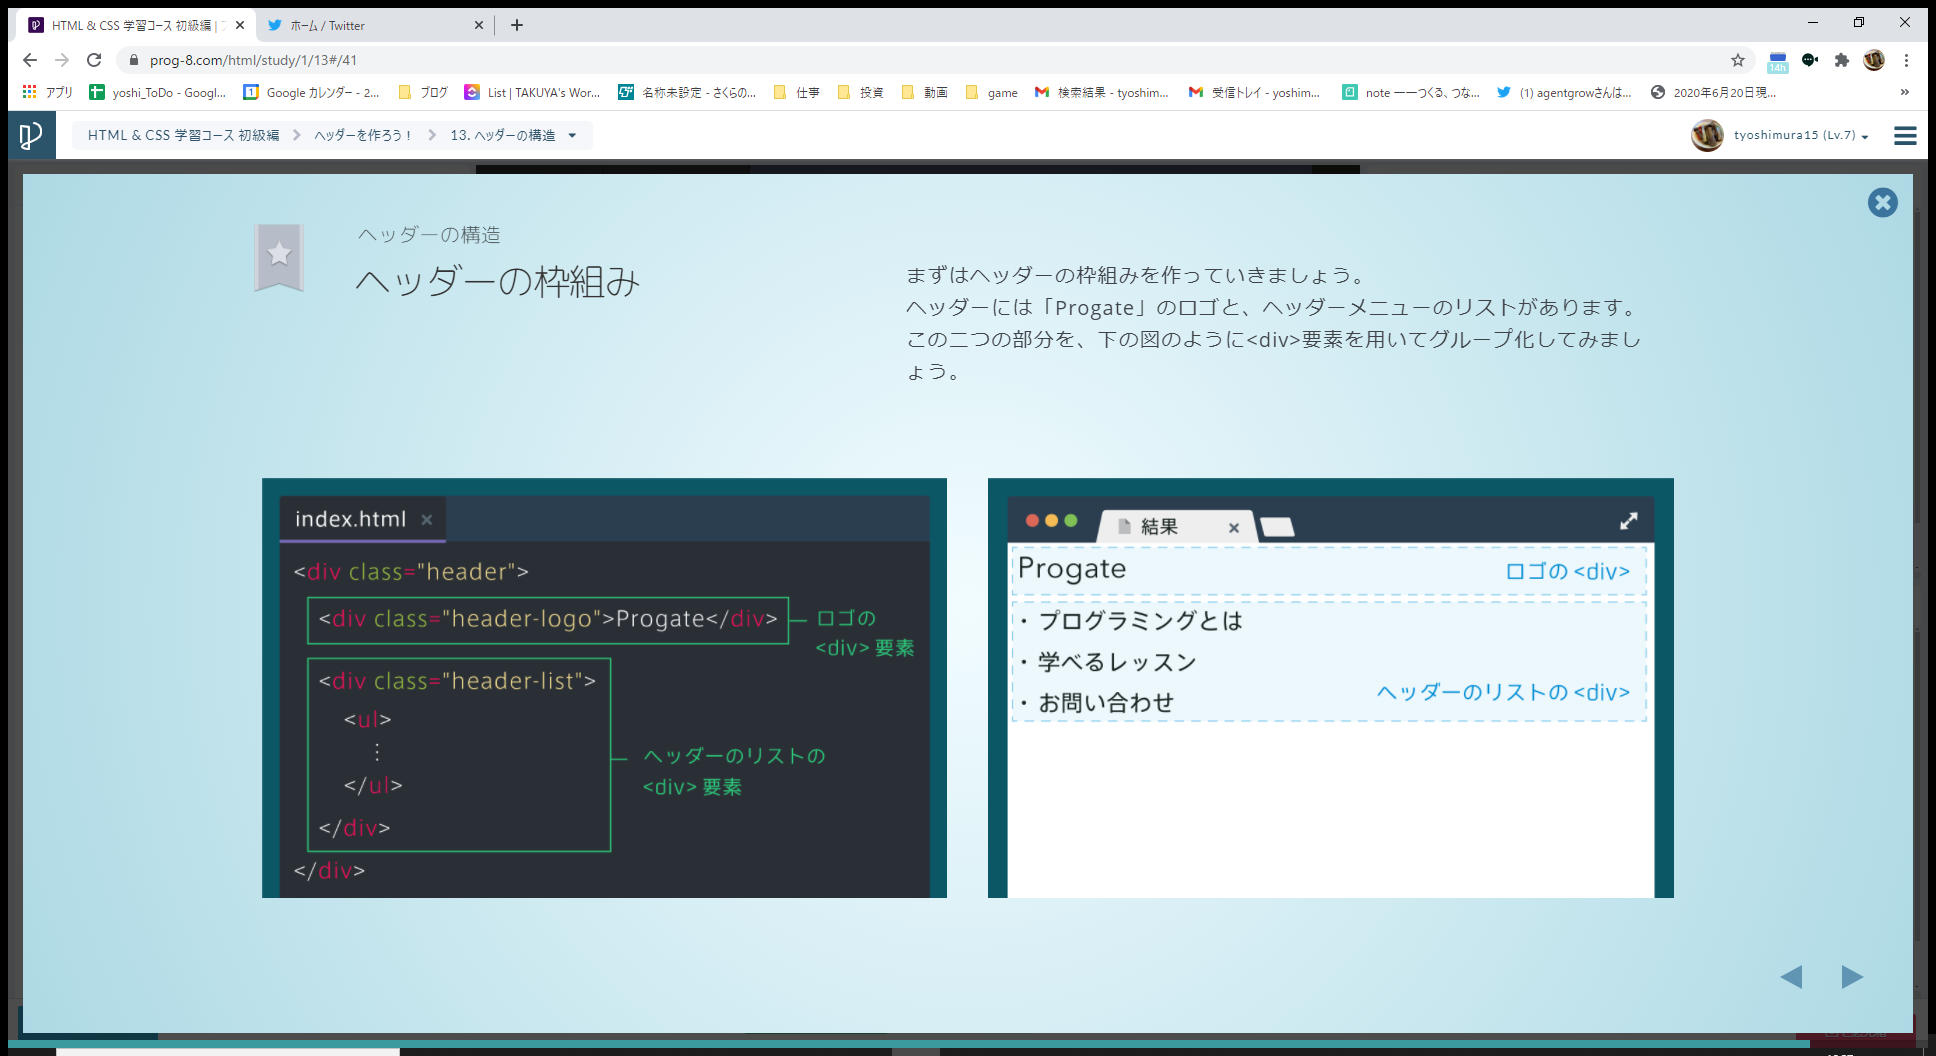 HTML & CSS 学習コース 初級編 |
ホーム / Twitter
prog-8.com/html/study/1/13#/41
14h
アプリ
yoshi_ToDo - Googl...
Google カレンダー - 2...
ブログ
List | TAKUYA's Wor...
名称未設定 - さくらの...
仕事
投資
動画
game
検索結果 - tyoshim...
受信トレイ - yoshim...
note ーーつくる、つな...
(1) agentgrowさんは...
2020年6月20日現...
HTML & CSS 学習コース 初級編
ヘッダーを作ろう!
13. ヘッダーの構造
tyoshimura15 (Lv.7)
ヘッダーの構造
ヘッダーの枠組み
まずはヘッダーの枠組みを作っていきましょう。
ヘッダーには「Progate」のロゴと、ヘッダーメニューのリストがあります。
この二つの部分を、下の図のように<div>要素を用いてグループ化してみまし
ょう。
index.html
<div class="header">
<div class="header-logo">Progate</div>
ロゴの
<div> 要素
<div class="header-list">
<ul>
⋮
</ul>
</div>
ヘッダーのリストの
<div> 要素
</div>
結果
Progate
ロゴの <div>
・プログラミングとは
・学べるレッスン
・お問い合わせ
ヘッダーのリストの <div>